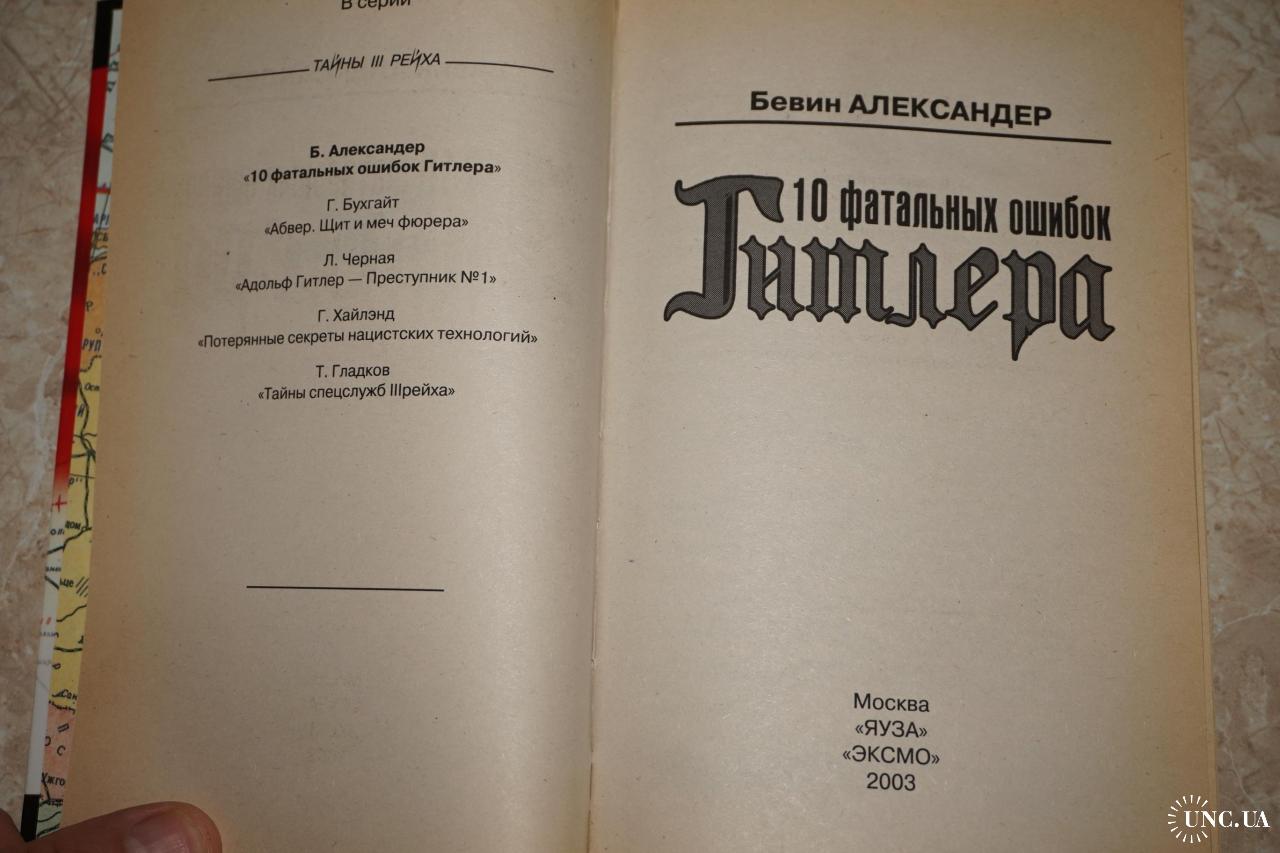 В серии
ТАЙНЫ III РЕЙХА
Б. Александер
«10 фатальных ошибок Гитлера»
Г. Бухгайт
«Абвер. Щит и меч фюрера»
Л. Черная
«Адольф Гитлер — Преступник №1»
Г. Хайлэнд
«Потерянные секреты нацистских технологий»
Т. Гладков
«Тайны спецслужб IIIрейха»
Бевин АЛЕКСАНДЕР
10 фатальных ошибок
Гитлера
Москва
«ЯУЗА»
«ЭКСМО»
2003
UNC.UA